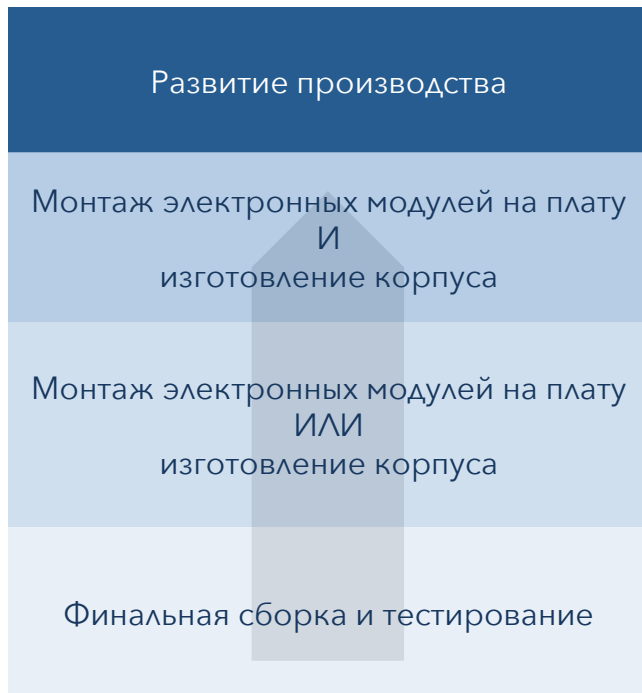 Развитие производства
Монтаж электронных модулей на плату
И
изготовление корпуса
Монтаж электронных модулей на плату
ИЛИ
изготовление корпуса
Финальная сборка и тестирование